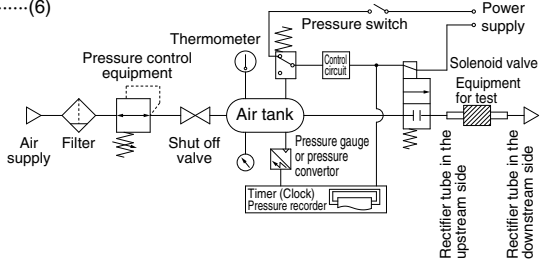 ······(6)
Power
supply
Pressure switch
Thermometer
Pressure control
equipment
Control
circuit
Solenoid valve
Equipment
for test
Air tank
Air
supply
Filter
Shut off
valve
Pressure gauge
or pressure
convertor
Timer (Clock)
Pressure recorder
Rectifier tube in the
upstream side
Rectifier tube in the
downstream side